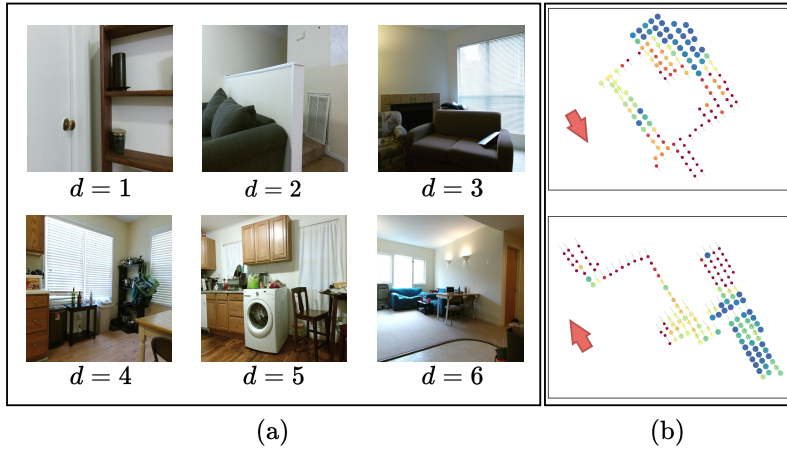 d = 1
d = 2
d = 3
d = 4
d = 5
d = 6
(a)
(b)